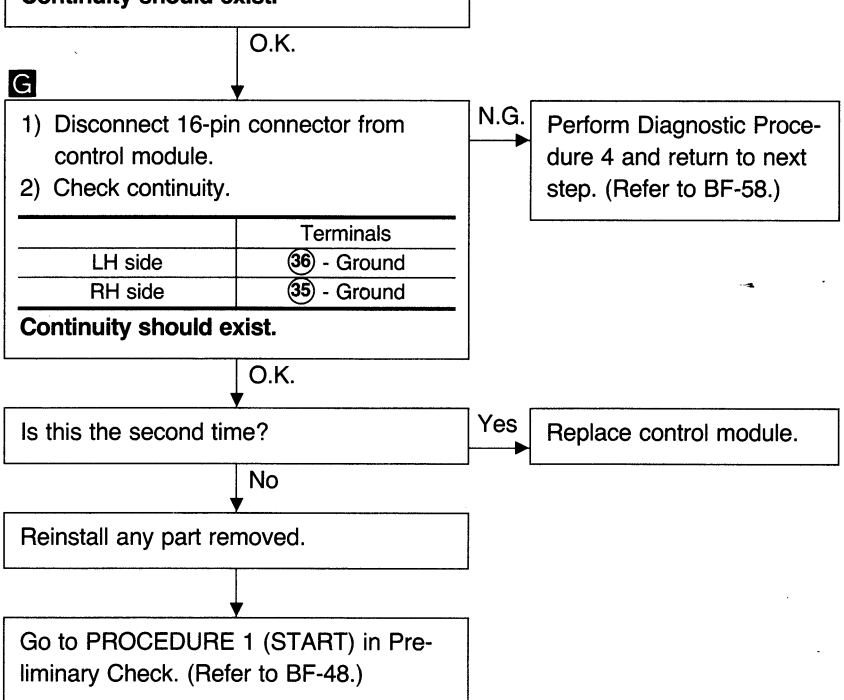 Continuity should exist.
O.K.
G
1) Disconnect 16-pin connector from
control module.
2) Check continuity.
Terminals
LH side 36 - Ground
RH side 35 - Ground
Continuity should exist.
N.G.
Perform Diagnostic Proce-
dure 4 and return to next
step. (Refer to BF-58.)
O.K.
Is this the second time?
Yes
Replace control module.
No
Reinstall any part removed.
Go to PROCEDURE 1 (START) in Pre-
liminary Check. (Refer to BF-48.)